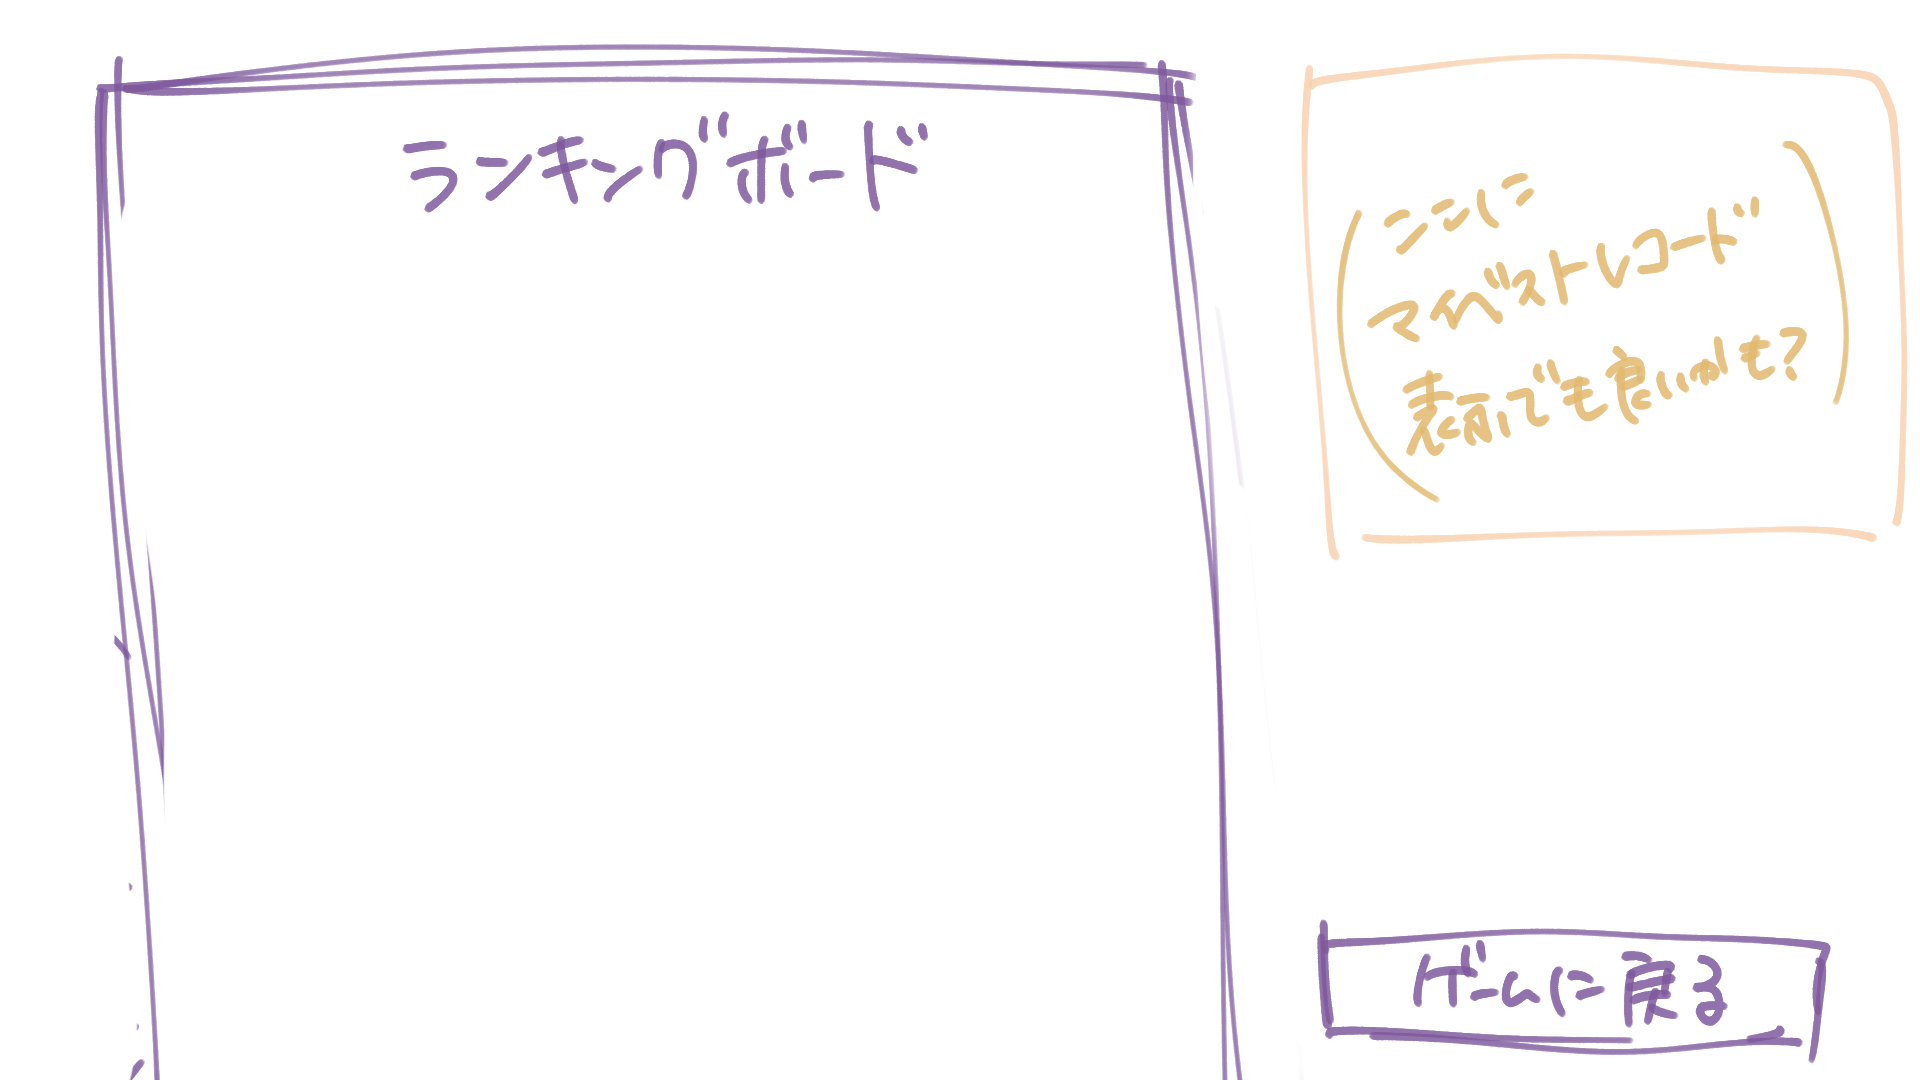 ランキングボード
ここに
マイベストレコード
表示でも良いかも?
ゲームに戻る